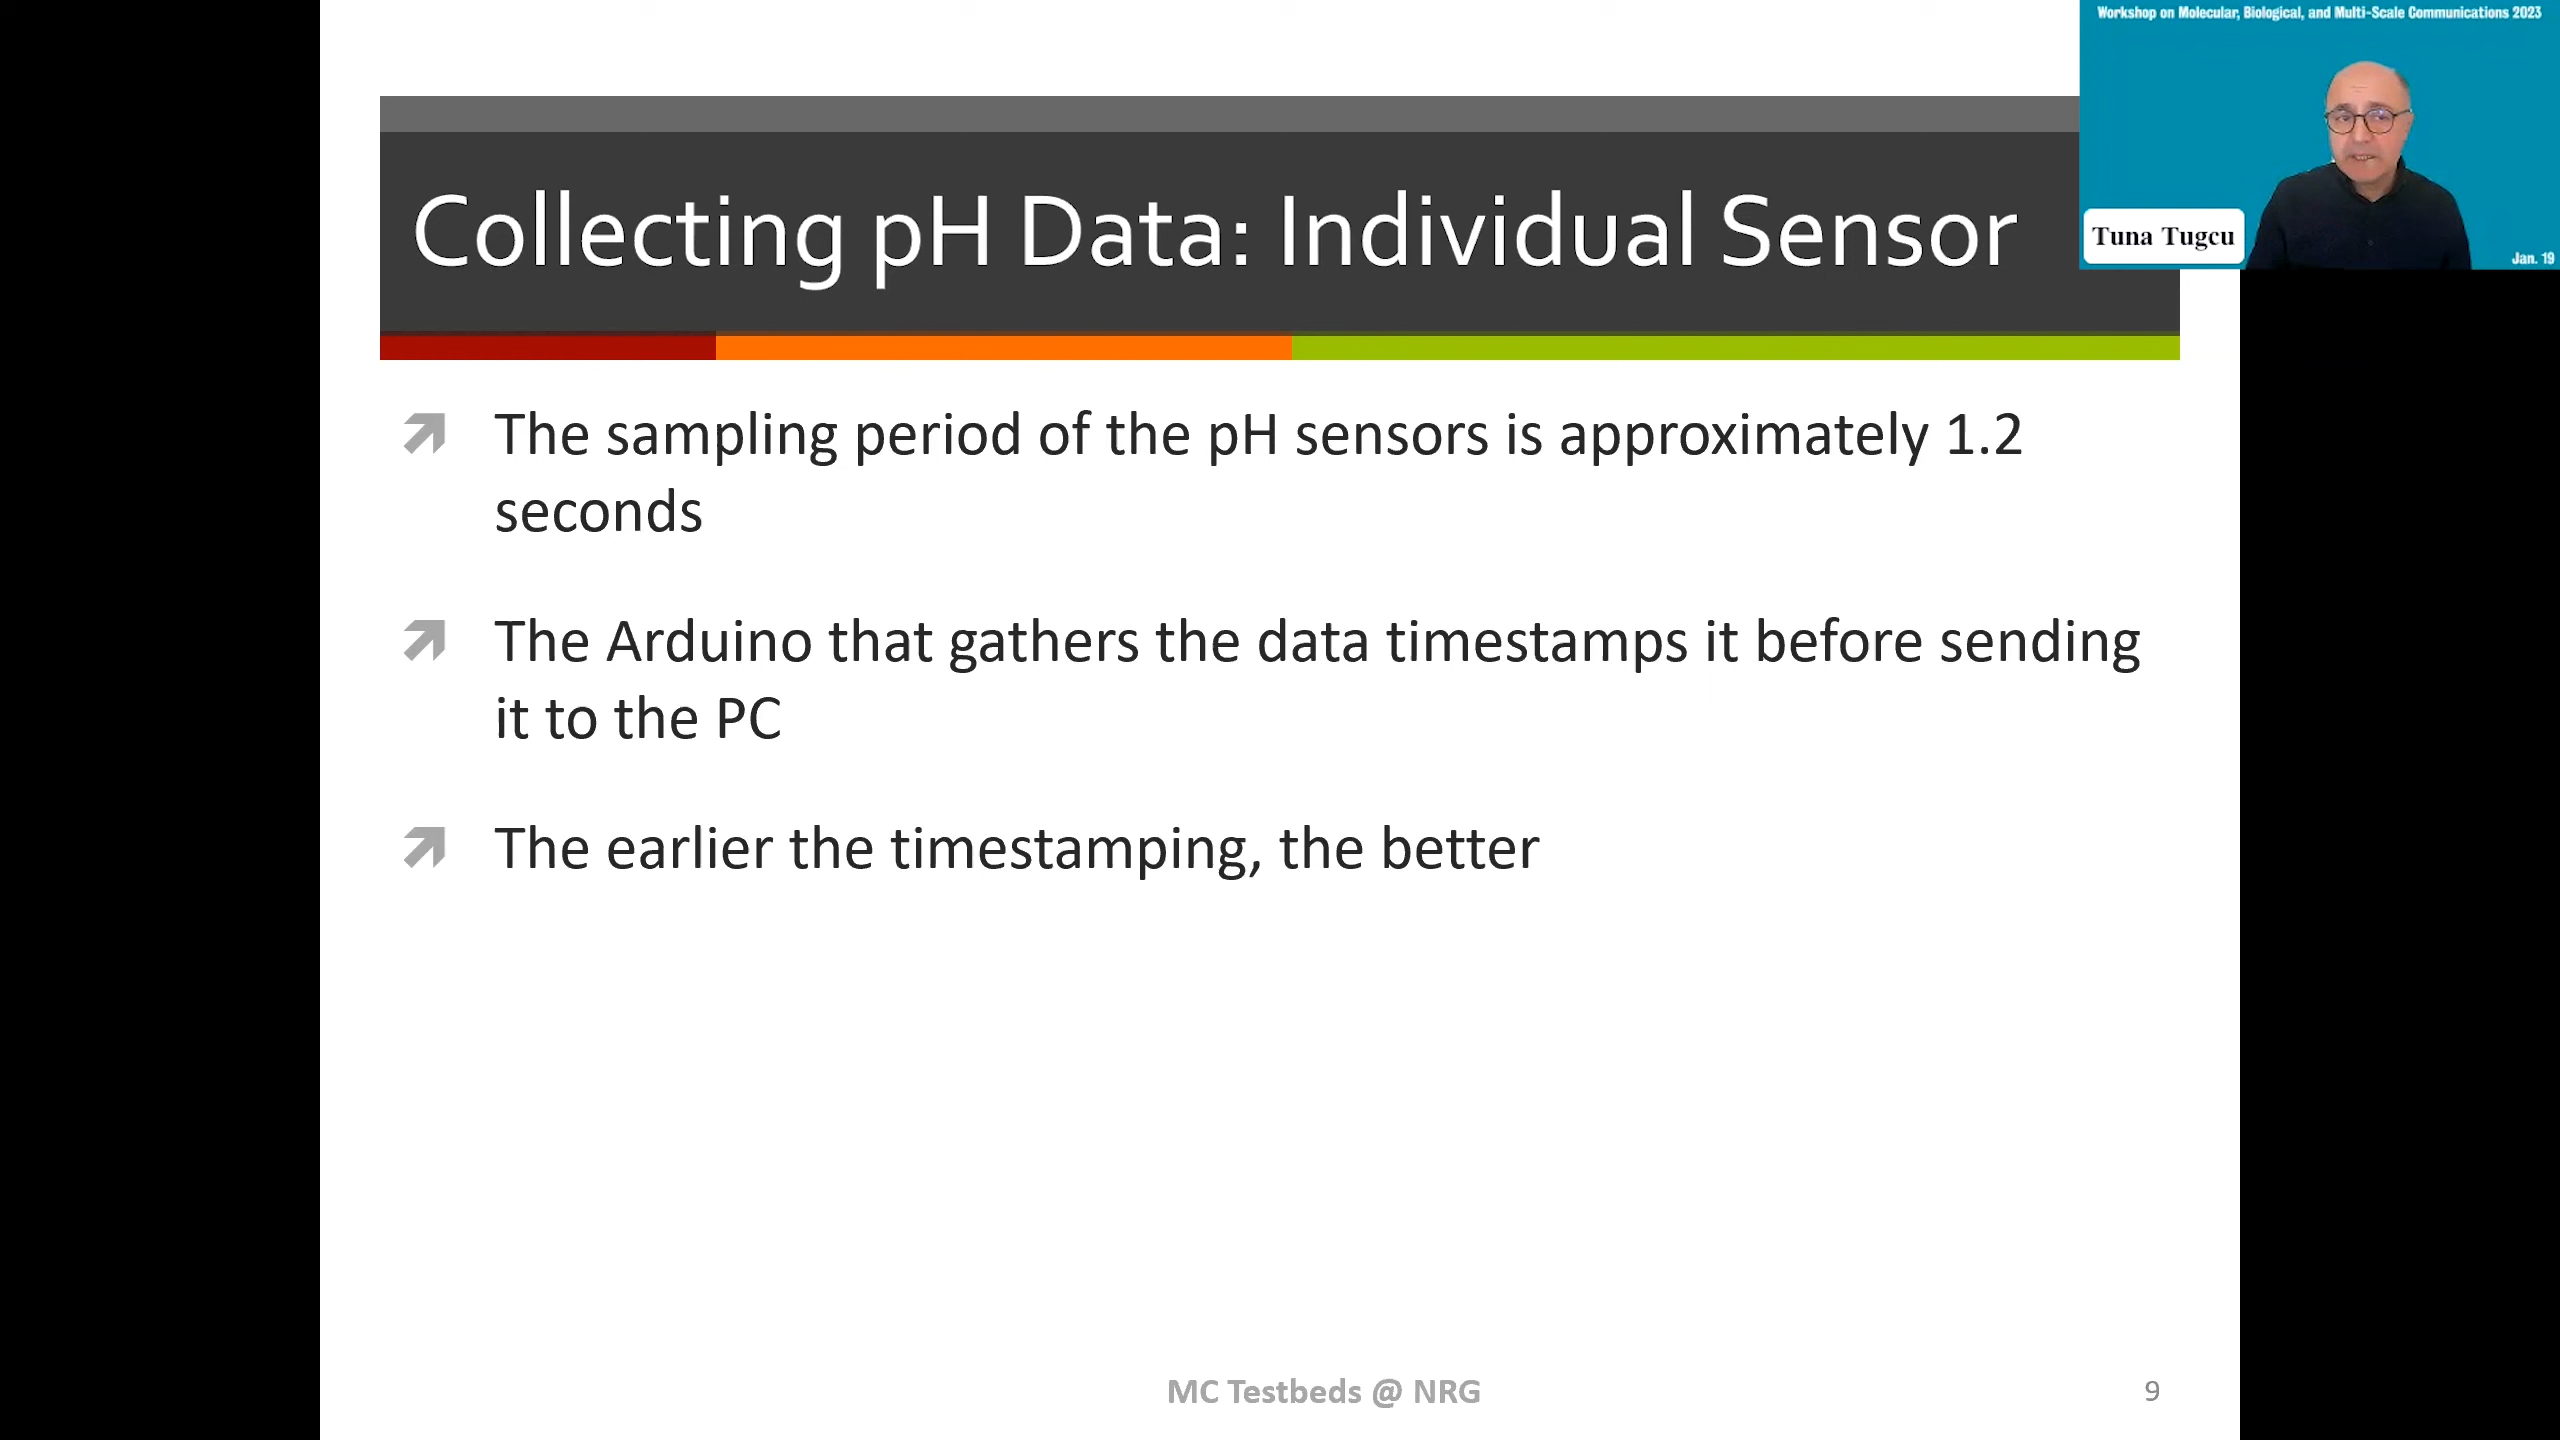 Workshop on Molecular, Biological, and Multi-Scale Communications 2023
Collecting pH Data: Individual Sensor
Tuna Tugcu
Jan. 19
The sampling period of the pH sensors is approximately 1.2
seconds
The Arduino that gathers the data timestamps it before sending
it to the PC
The earlier the timestamping, the better
MC Testbeds @ NRG
9